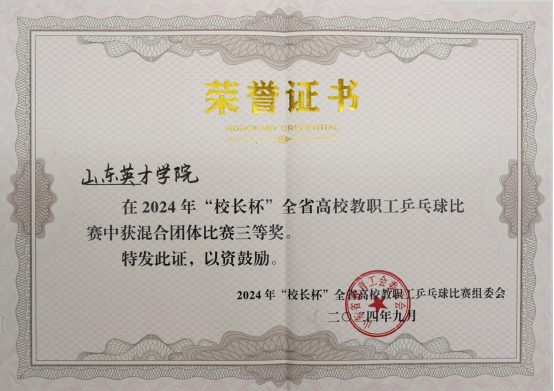 荣誉证书
HONORARY CREDENTIAL
山东英才学院
在2024年“校长杯”全省高校教职工乒乓球比
赛中获混合团体比赛三等奖。
特发此证，以资鼓励。
2024年“校长杯”全省高校教职工乒乓球比赛组委会
二〇二四年九月